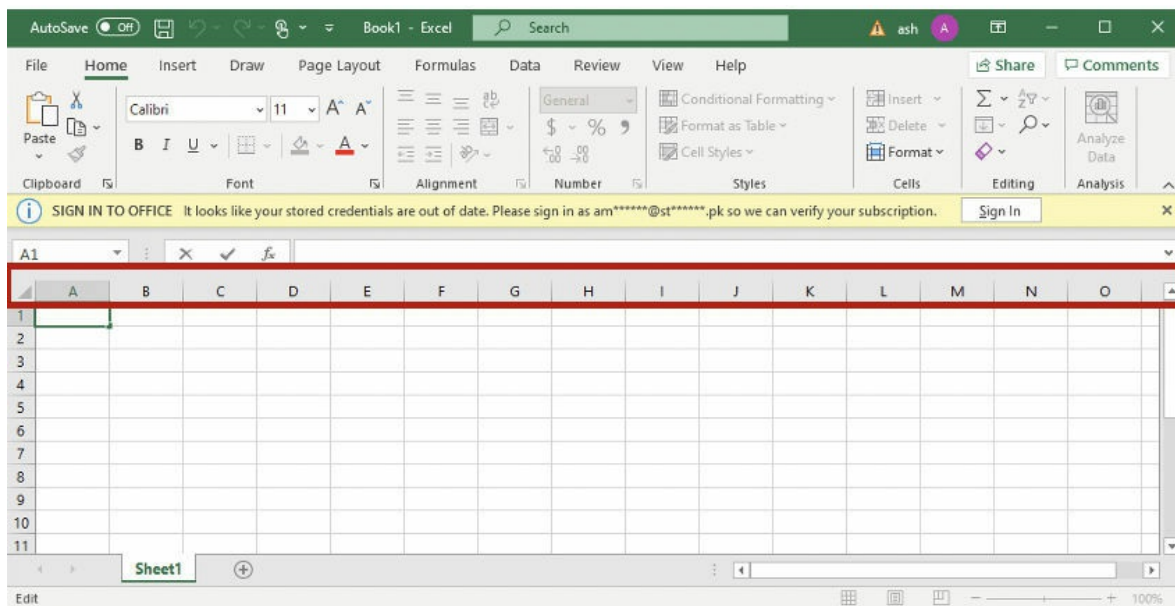 AutoSave Off Book1 - Excel Search ash A
File Home Insert Draw Page Layout Formulas Data Review View Help Share Comments
Calibri 11 A^ A˅ ab General Conditional Formatting Insert Σ A Z
Paste $ % 9 Format as Table Delete
B I U A .00 Cell Styles Format Analyze Data
Clipboard Font Alignment Number Styles Cells Editing Analysis
SIGN IN TO OFFICE It looks like your stored credentials are out of date. Please sign in as am******@st******.pk so we can verify your subscription. Sign In
A1 fx
A B C D E F G H I J K L M N O
1
2
3
4
5
6
7
8
9
10
11
Sheet1
Edit 100%